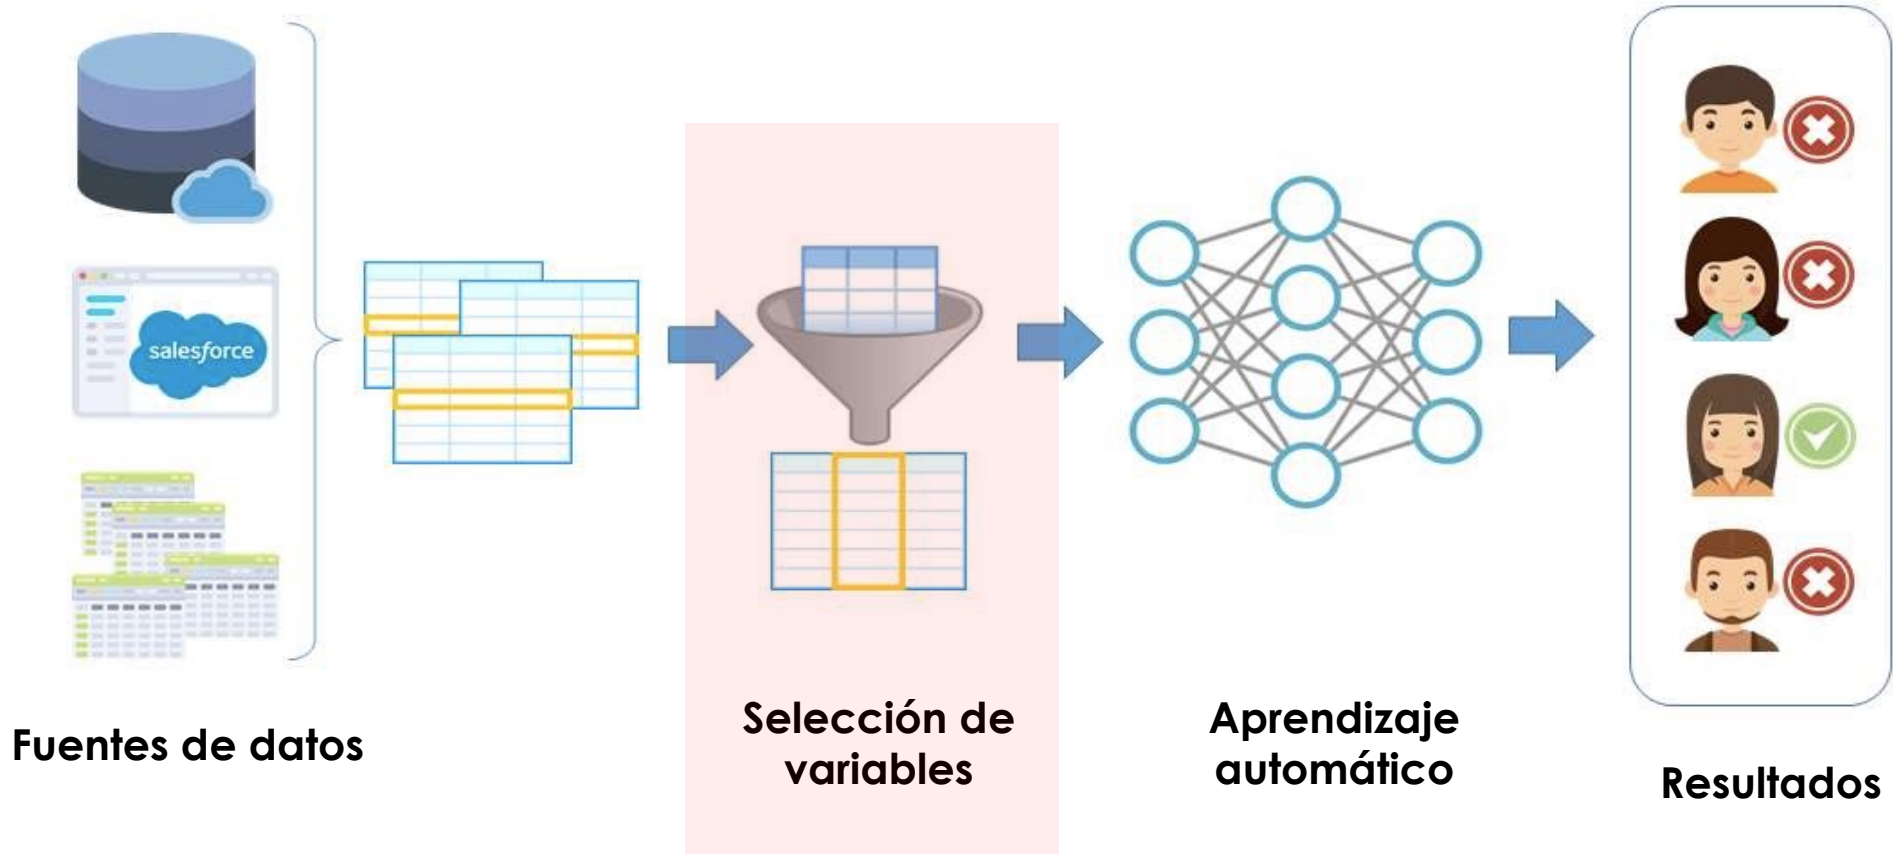 salesforce
Fuentes de datos
Selección de
variables
Aprendizaje
automático
Resultados